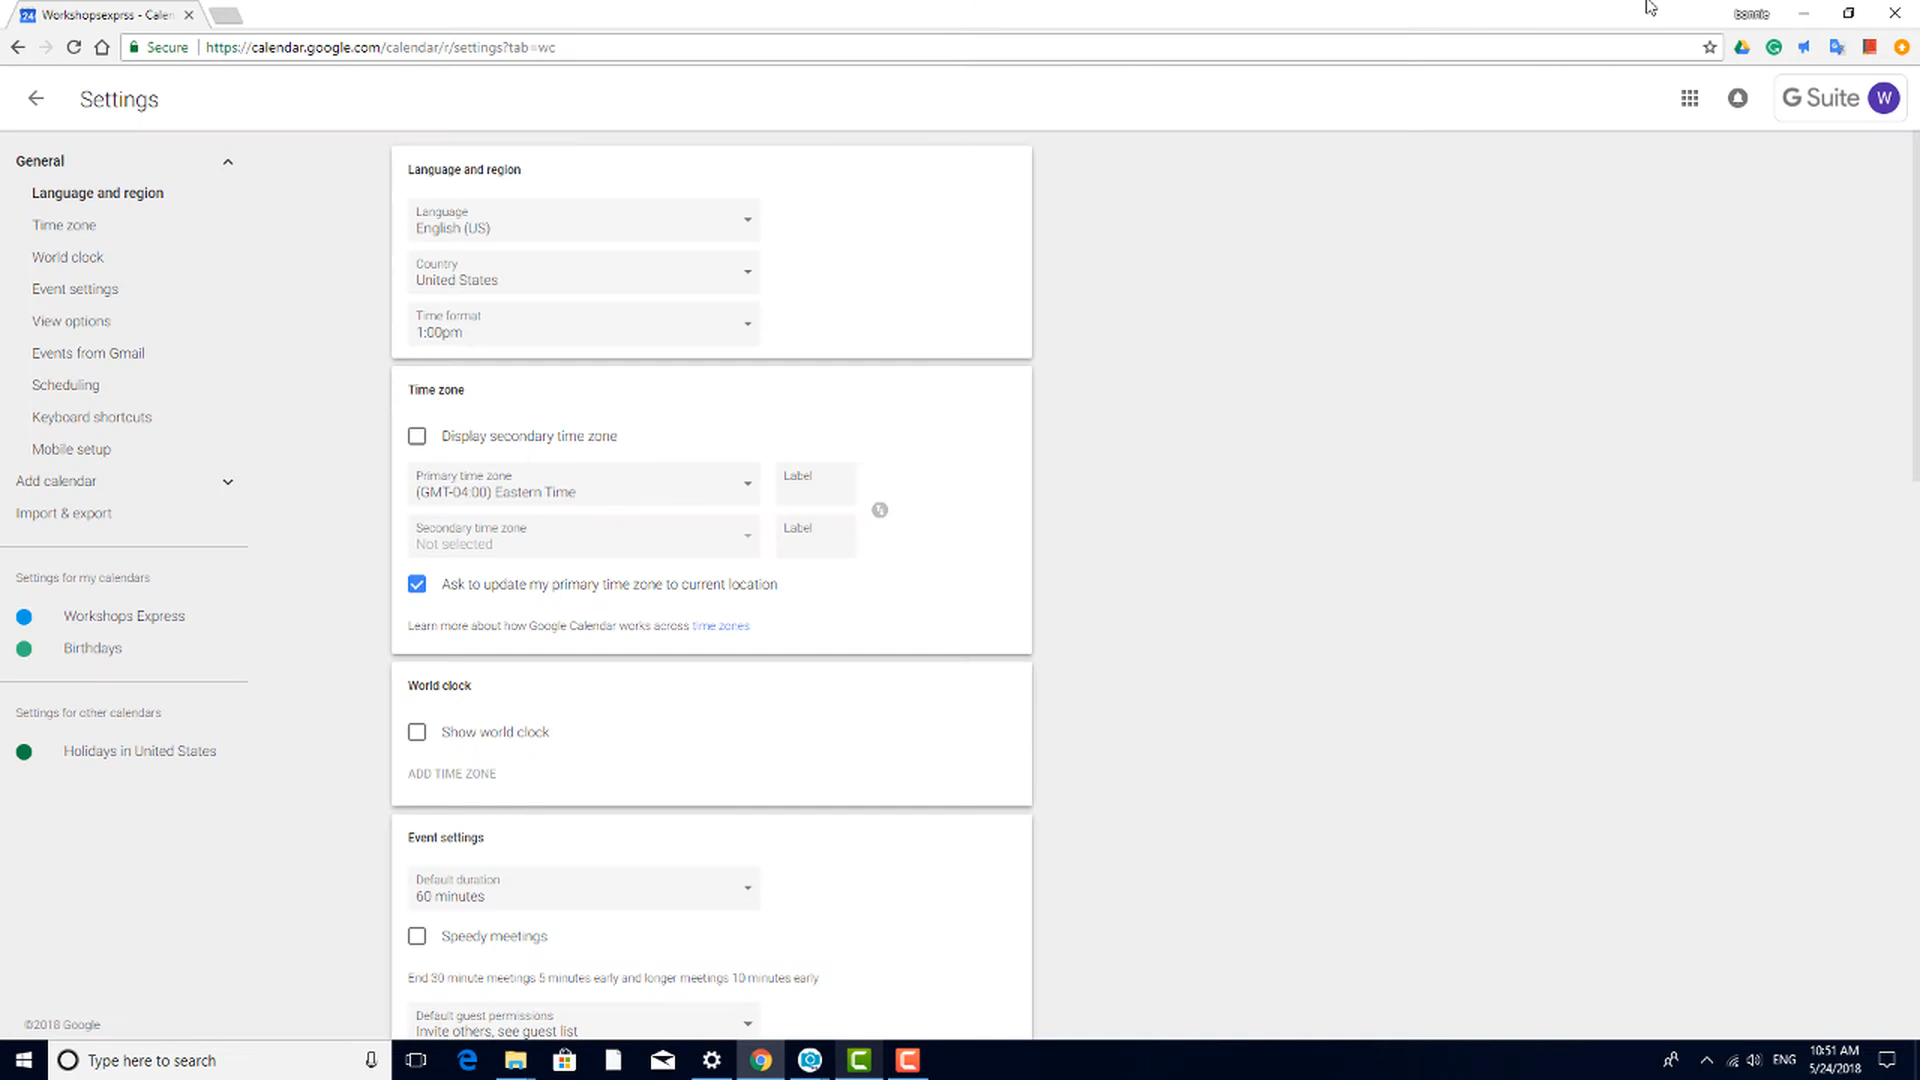 24 Workshopsexprss - Calen
bonnie
Secure https://calendar.google.com/calendar/r/settings?tab=wc
Settings
G Suite W
General
Language and region
Time zone
World clock
Event settings
View options
Events from Gmail
Scheduling
Keyboard shortcuts
Mobile setup
Add calendar
Import & export
Settings for my calendars
Workshops Express
Birthdays
Settings for other calendars
Holidays in United States
©2018 Google
Language and region
Language
English (US)
Country
United States
Time format
1:00pm
Time zone
Display secondary time zone
Primary time zone
(GMT-04:00) Eastern Time
Label
Secondary time zone
Not selected
Label
Ask to update my primary time zone to current location
Learn more about how Google Calendar works across time zones
World clock
Show world clock
ADD TIME ZONE
Event settings
Default duration
60 minutes
Speedy meetings
End 30 minute meetings 5 minutes early and longer meetings 10 minutes early
Default guest permissions
Invite others, see guest list
Type here to search
ENG
10:51 AM
5/24/2018